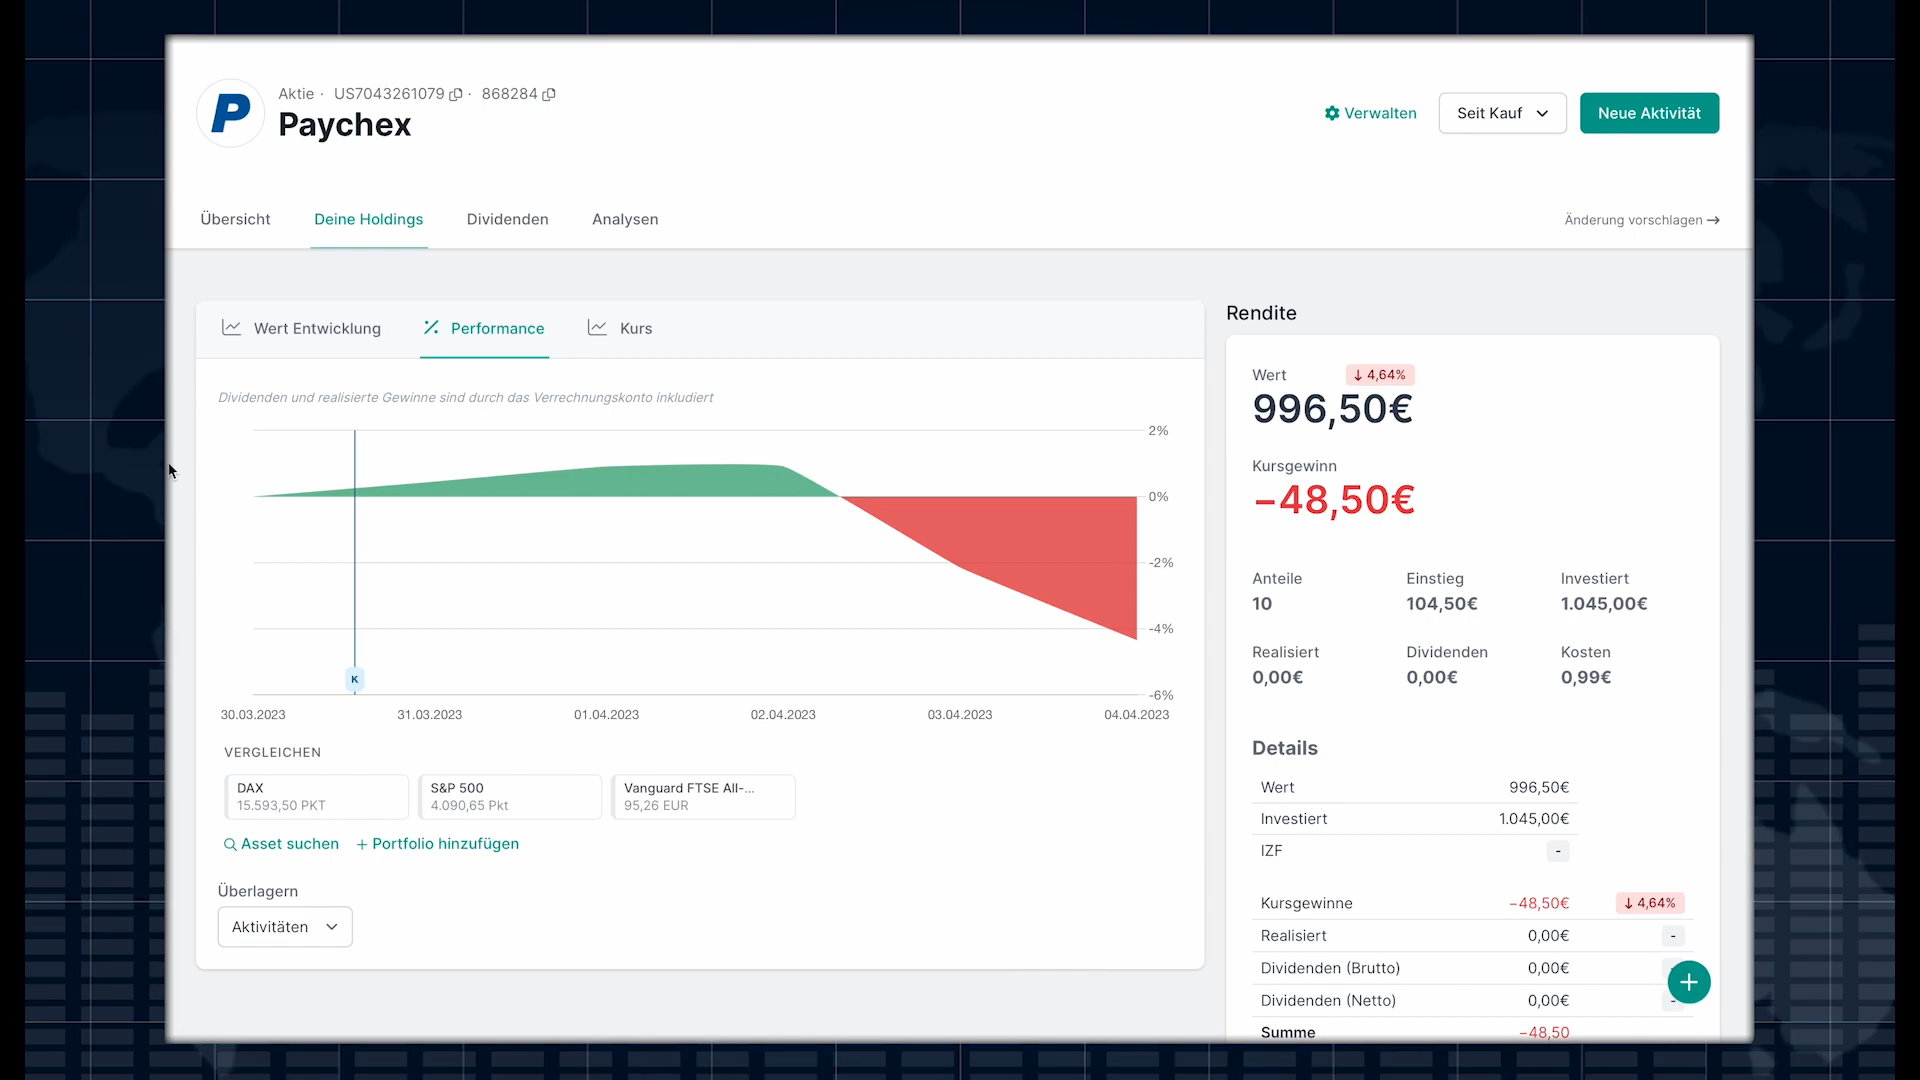 Aktie · US7043261079 · 868284
Paychex
Verwalten
Seit Kauf
Neue Aktivität
Übersicht
Deine Holdings
Dividenden
Analysen
Änderung vorschlagen →
Wert Entwicklung
Performance
Kurs
Dividenden und realisierte Gewinne sind durch das Verrechnungskonto inkludiert
2%
0%
-2%
-4%
-6%
K
30.03.2023
31.03.2023
01.04.2023
02.04.2023
03.04.2023
04.04.2023
VERGLEICHEN
DAX
15.593,50 PKT
S&P 500
4.090,65 Pkt
Vanguard FTSE All-...
95,26 EUR
Asset suchen
+ Portfolio hinzufügen
Überlagern
Aktivitäten
Rendite
Wert ↓ 4,64%
996,50€
Kursgewinn
−48,50€
Anteile
10
Einstieg
104,50€
Investiert
1.045,00€
Realisiert
0,00€
Dividenden
0,00€
Kosten
0,99€
Details
Wert 996,50€
Investiert 1.045,00€
IZF -
Kursgewinne −48,50€ ↓ 4,64%
Realisiert 0,00€ -
Dividenden (Brutto) 0,00€
Dividenden (Netto) 0,00€ -
Summe −48,50